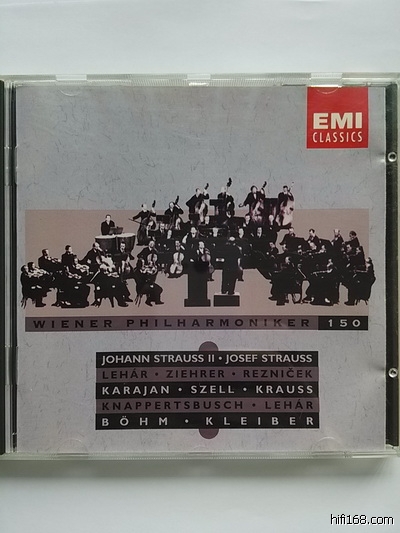 EMI
CLASSICS
WIENER PHILHARMONIKER 150
JOHANN STRAUSS II · JOSEF STRAUSS
LEHÁR · ZIEHRER · REZNIČEK
KARAJAN · SZELL · KRAUSS
KNAPPERTSBUSCH · LEHÁR
BÖHM · KLEIBER
hifi168.com